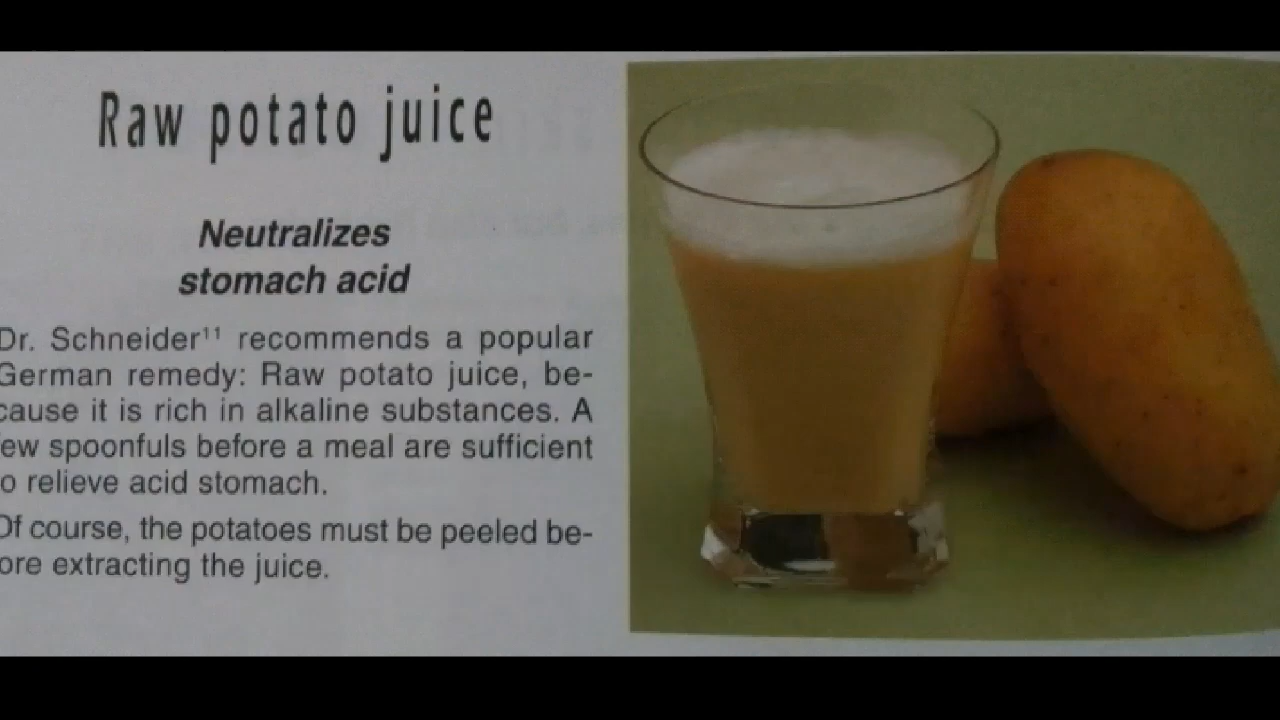 Raw potato juice
Neutralizes
stomach acid
Dr. Schneider¹¹ recommends a popular
German remedy: Raw potato juice, be-
cause it is rich in alkaline substances. A
ew spoonfuls before a meal are sufficient
o relieve acid stomach.
Of course, the potatoes must be peeled be-
ore extracting the juice.